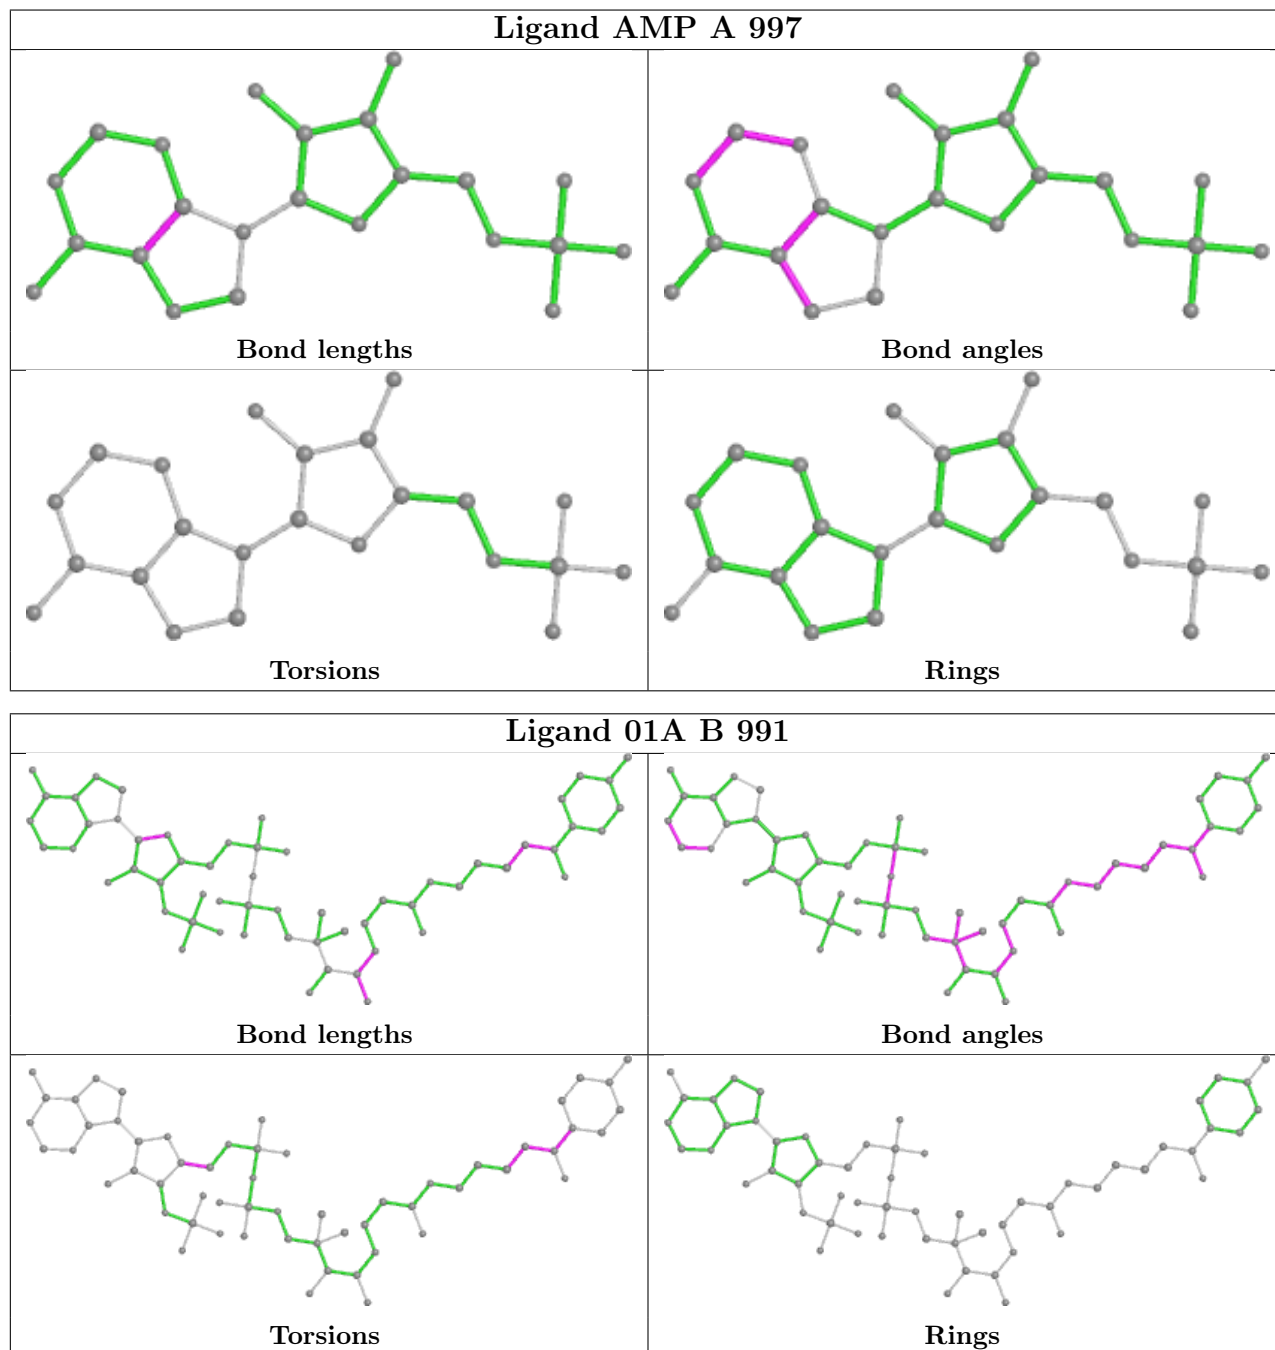 Ligand AMP A 997
Bond lengths
Bond angles
Torsions
Rings
Ligand 01A B 991
Bond lengths
Bond angles
Torsions
Rings